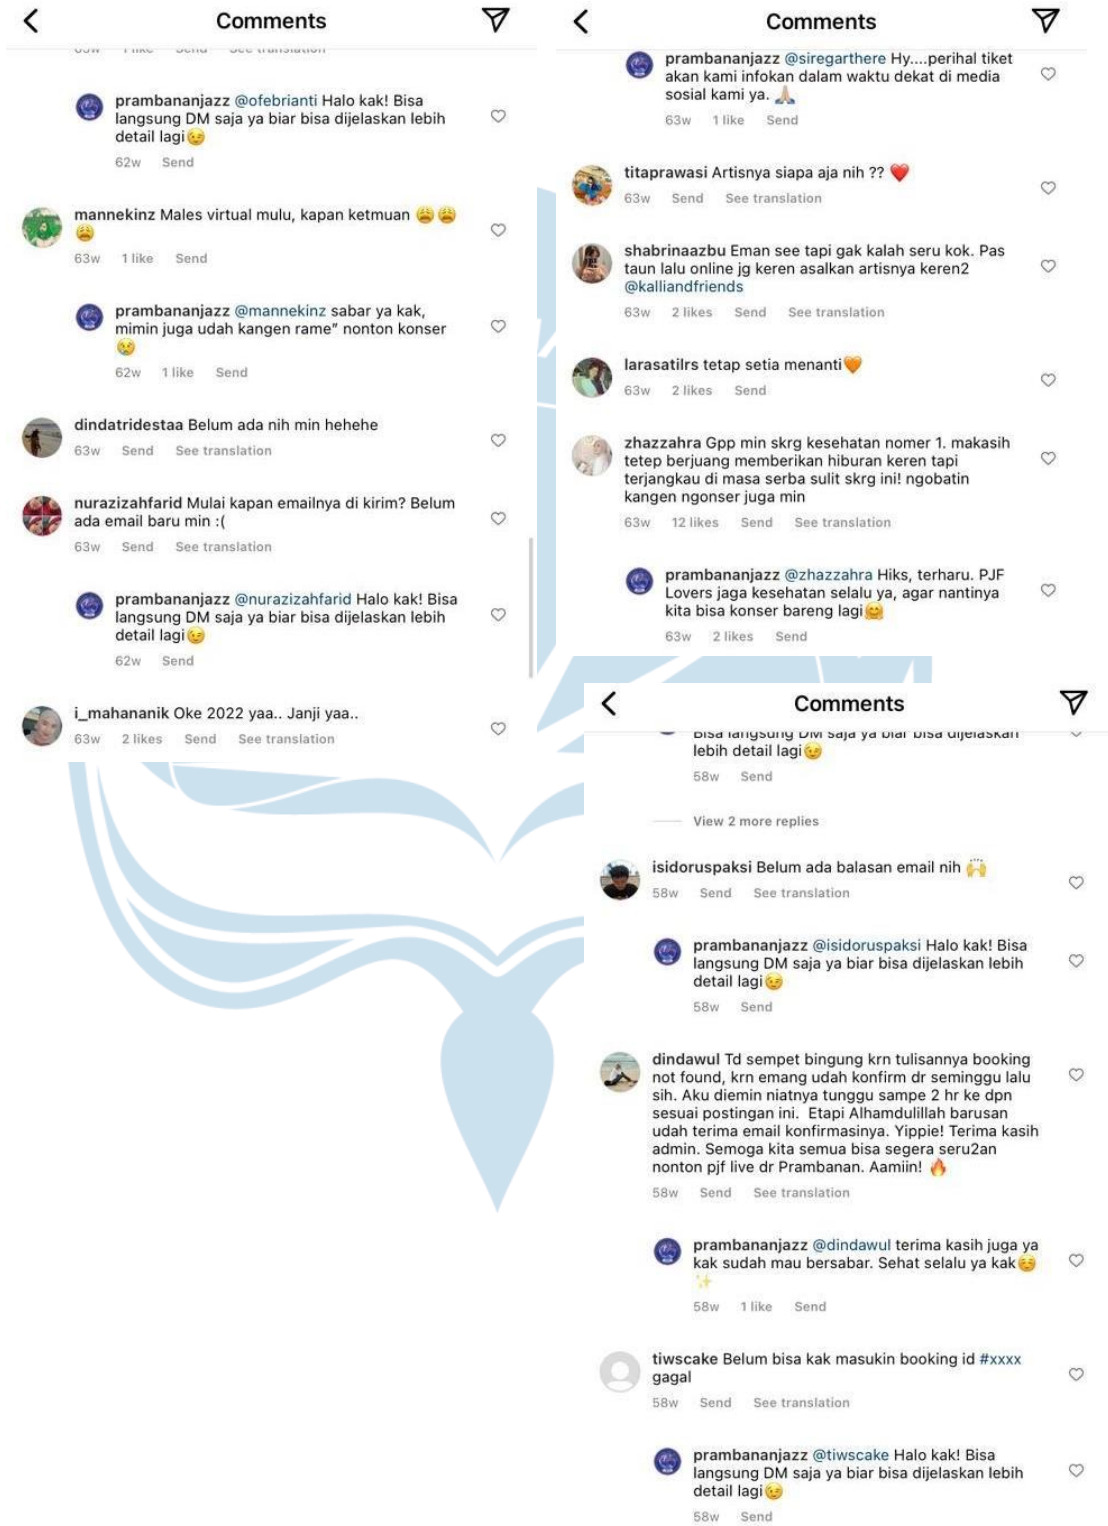 Comments
prambananjazz @ofebrianti Halo kak! Bisa
langsung DM saja ya biar bisa dijelaskan lebih
detail lagi😉
62w Send
mannekinz Males virtual mulu, kapan ketmuan 😩😩
😩
63w 1 like Send
prambananjazz @mannekinz sabar ya kak,
mimin juga udah kangen rame" nonton konser
😢
62w 1 like Send
dindatridestaa Belum ada nih min hehehe
63w Send See translation
nurazizahfarid Mulai kapan emailnya di kirim? Belum
ada email baru min :(
63w Send See translation
prambananjazz @nurazizahfarid Halo kak! Bisa
langsung DM saja ya biar bisa dijelaskan lebih
detail lagi😉
62w Send
i_mahananik Oke 2022 yaa.. Janji yaa..
63w 2 likes Send See translation
Comments
prambananjazz @siregarthere Hy....perihal tiket
akan kami infokan dalam waktu dekat di media
sosial kami ya. 🙏🏼
63w 1 like Send
titaprawasi Artisnya siapa aja nih ?? ❤️
63w Send See translation
shabrinaazbu Eman see tapi gak kalah seru kok. Pas
taun lalu online jg keren asalkan artisnya keren2
@kalliandfriends
63w 2 likes Send See translation
larasatilrs tetap setia menanti🧡
63w 2 likes Send
zhazzahra Gpp min skrg kesehatan nomer 1. makasih
tetep berjuang memberikan hiburan keren tapi
terjangkau di masa serba sulit skrg ini! ngobatin
kangen ngonser juga min
63w 12 likes Send See translation
prambananjazz @zhazzahra Hiks, terharu. PJF
Lovers jaga kesehatan selalu ya, agar nantinya
kita bisa konser bareng lagi🤗
63w 2 likes Send
Comments
Bisa langsung DM saja ya biar bisa dijelaskan
lebih detail lagi😉
58w Send
View 2 more replies
isidoruspaksi Belum ada balasan email nih 🙌
58w Send See translation
prambananjazz @isidoruspaksi Halo kak! Bisa
langsung DM saja ya biar bisa dijelaskan lebih
detail lagi😉
58w Send
dindawul Td sempet bingung krn tulisannya booking
not found, krn emang udah konfirm dr seminggu lalu
sih. Aku diemin niatnya tunggu sampe 2 hr ke dpn
sesuai postingan ini. Etapi Alhamdulillah barusan
udah terima email konfirmasinya. Yippie! Terima kasih
admin. Semoga kita semua bisa segera seru2an
nonton pjf live dr Prambanan. Aamiin! 🔥
58w Send See translation
prambananjazz @dindawul terima kasih juga ya
kak sudah mau bersabar. Sehat selalu ya kak☺️
✨
58w 1 like Send
tiwscake Belum bisa kak masukin booking id #xxxx
gagal
58w Send See translation
prambananjazz @tiwscake Halo kak! Bisa
langsung DM saja ya biar bisa dijelaskan lebih
detail lagi😉
58w Send